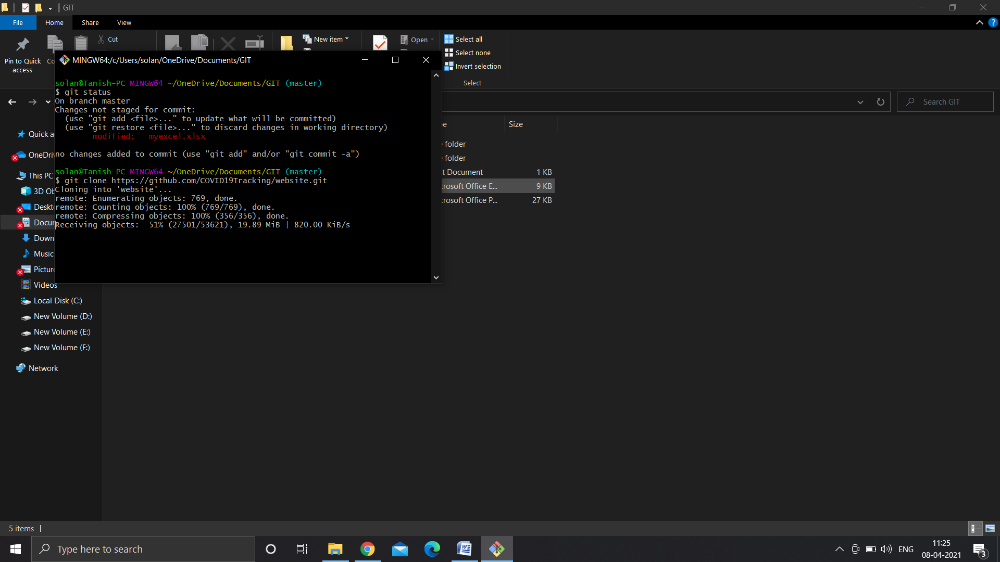 GIT
File
Home
Share
View
Pin to Quick
access
Cut
New item
Open
Select all
Select none
Invert selection
Select
MINGW64:/c/Users/solan/OneDrive/Documents/GIT
solan@Tanish-PC MINGW64 ~/OneDrive/Documents/GIT (master)
$ git status
On branch master
Changes not staged for commit:
(use "git add <file>..." to update what will be committed)
(use "git restore <file>..." to discard changes in working directory)
modified: myexcel.xlsx
no changes added to commit (use "git add" and/or "git commit -a")
solan@Tanish-PC MINGW64 ~/OneDrive/Documents/GIT (master)
$ git clone https://github.com/COVID19Tracking/website.git
Cloning into 'website'...
remote: Enumerating objects: 769, done.
remote: Counting objects: 100% (769/769), done.
remote: Compressing objects: 100% (356/356), done.
Receiving objects: 51% (27501/53621), 19.89 MiB | 820.00 KiB/s
Search GIT
Size
folder
folder
t Document 1 KB
crosoft Office E... 9 KB
crosoft Office P... 27 KB
Quick a
OneDri
This PC
3D Ob
Deskt
Docur
Down
Music
Pictur
Videos
Local Disk (C:)
New Volume (D:)
New Volume (E:)
New Volume (F:)
Network
5 items
Type here to search
ENG
11:25
08-04-2021
3